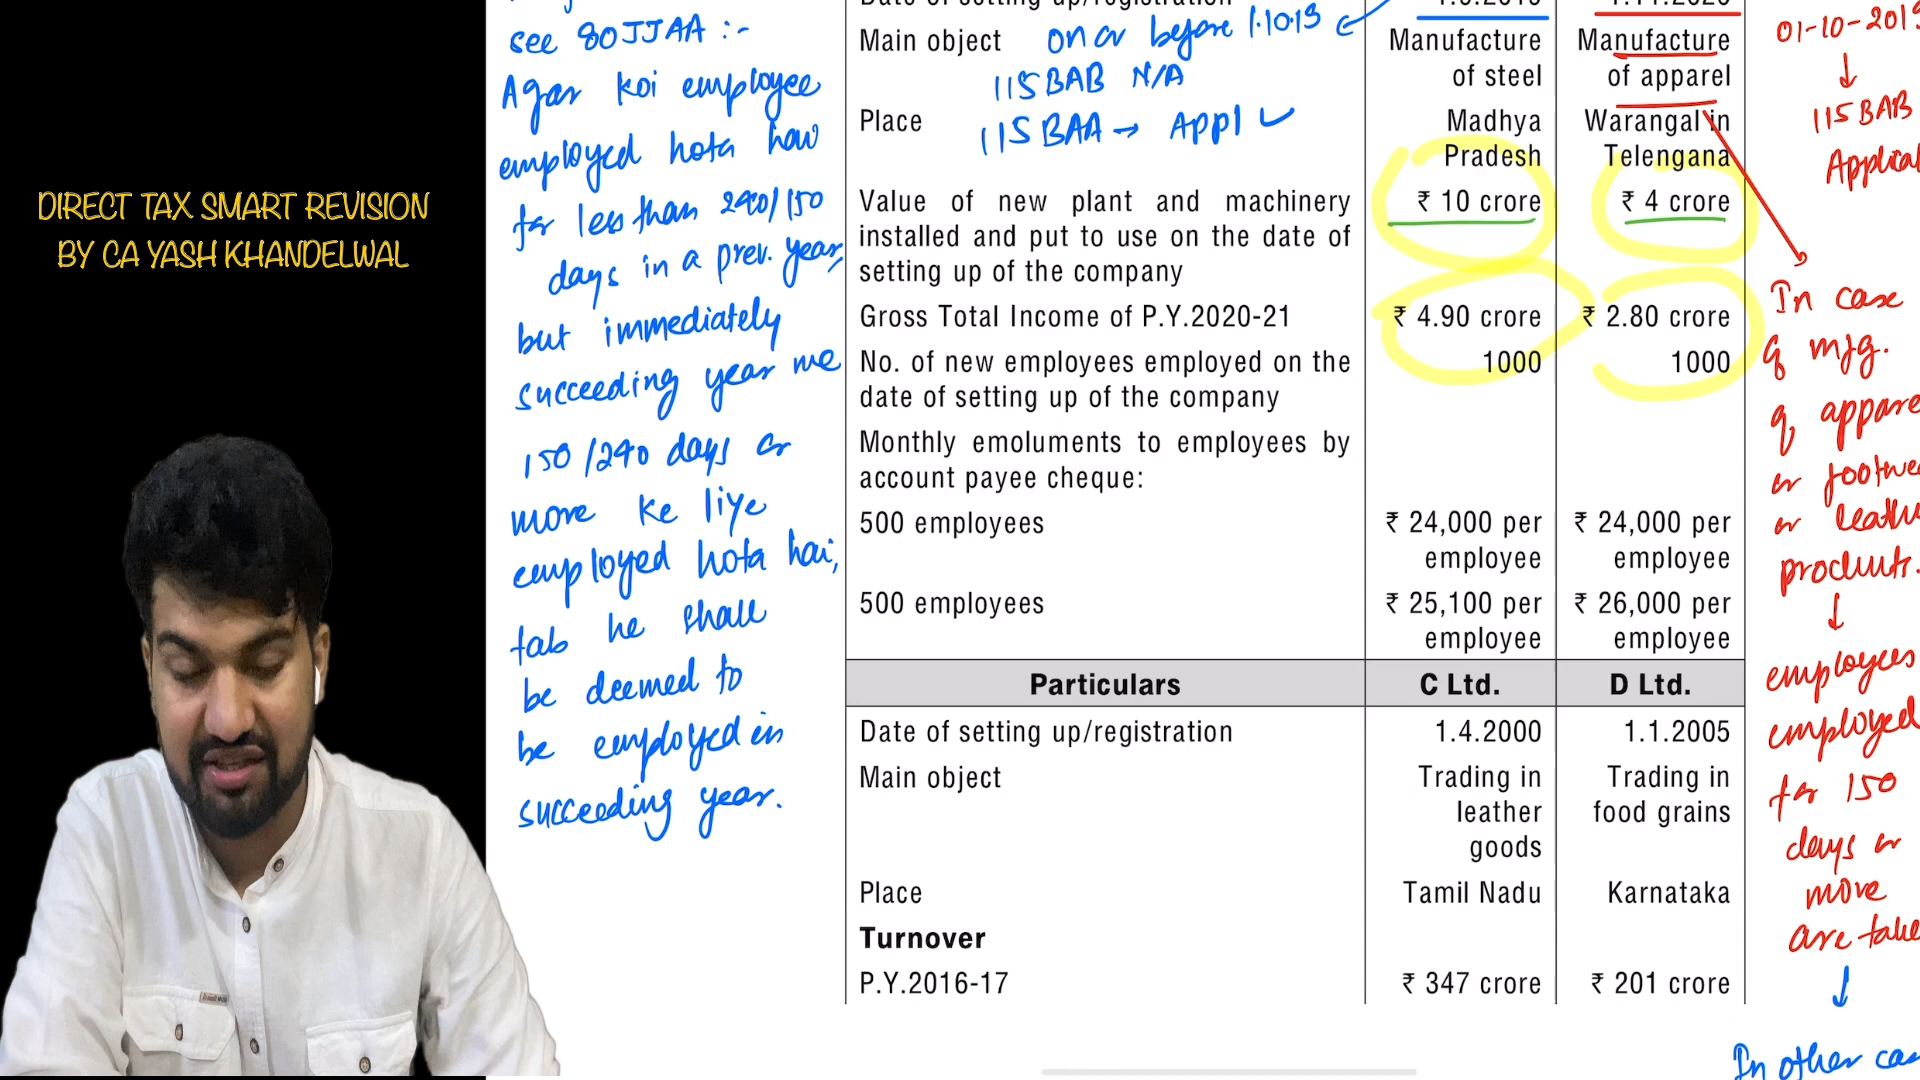 DIRECT TAX SMART REVISION
BY CA YASH KHANDELWAL
see 80JJAA :-
Agar koi employee
employed hota hai
for less than 240/150
days in a prev. year,
but immediately
succeeding year me
150/240 days or
more ke liye
employed hota hai,
tab he shall
be deemed to
be employed in
succeeding year.
on or before 1.10.19
115BAB N/A
115BAA → Appl ✓
Main object
Manufacture of steel
Manufacture of apparel
Place
Madhya Pradesh
Warangal in Telengana
Value of new plant and machinery
installed and put to use on the date of
setting up of the company
₹ 10 crore
₹ 4 crore
Gross Total Income of P.Y.2020-21
₹ 4.90 crore
₹ 2.80 crore
No. of new employees employed on the
date of setting up of the company
1000
1000
Monthly emoluments to employees by
account payee cheque:
500 employees
₹ 24,000 per employee
₹ 24,000 per employee
500 employees
₹ 25,100 per employee
₹ 26,000 per employee
Particulars
C Ltd.
D Ltd.
Date of setting up/registration
1.4.2000
1.1.2005
Main object
Trading in leather goods
Trading in food grains
Place
Tamil Nadu
Karnataka
Turnover
P.Y.2016-17
₹ 347 crore
₹ 201 crore
01-10-2019
↓
115BAB
In case
of mfg.
of
or
or
products.
↓
employees
employed
for 150
days or
more
are
↓
In other